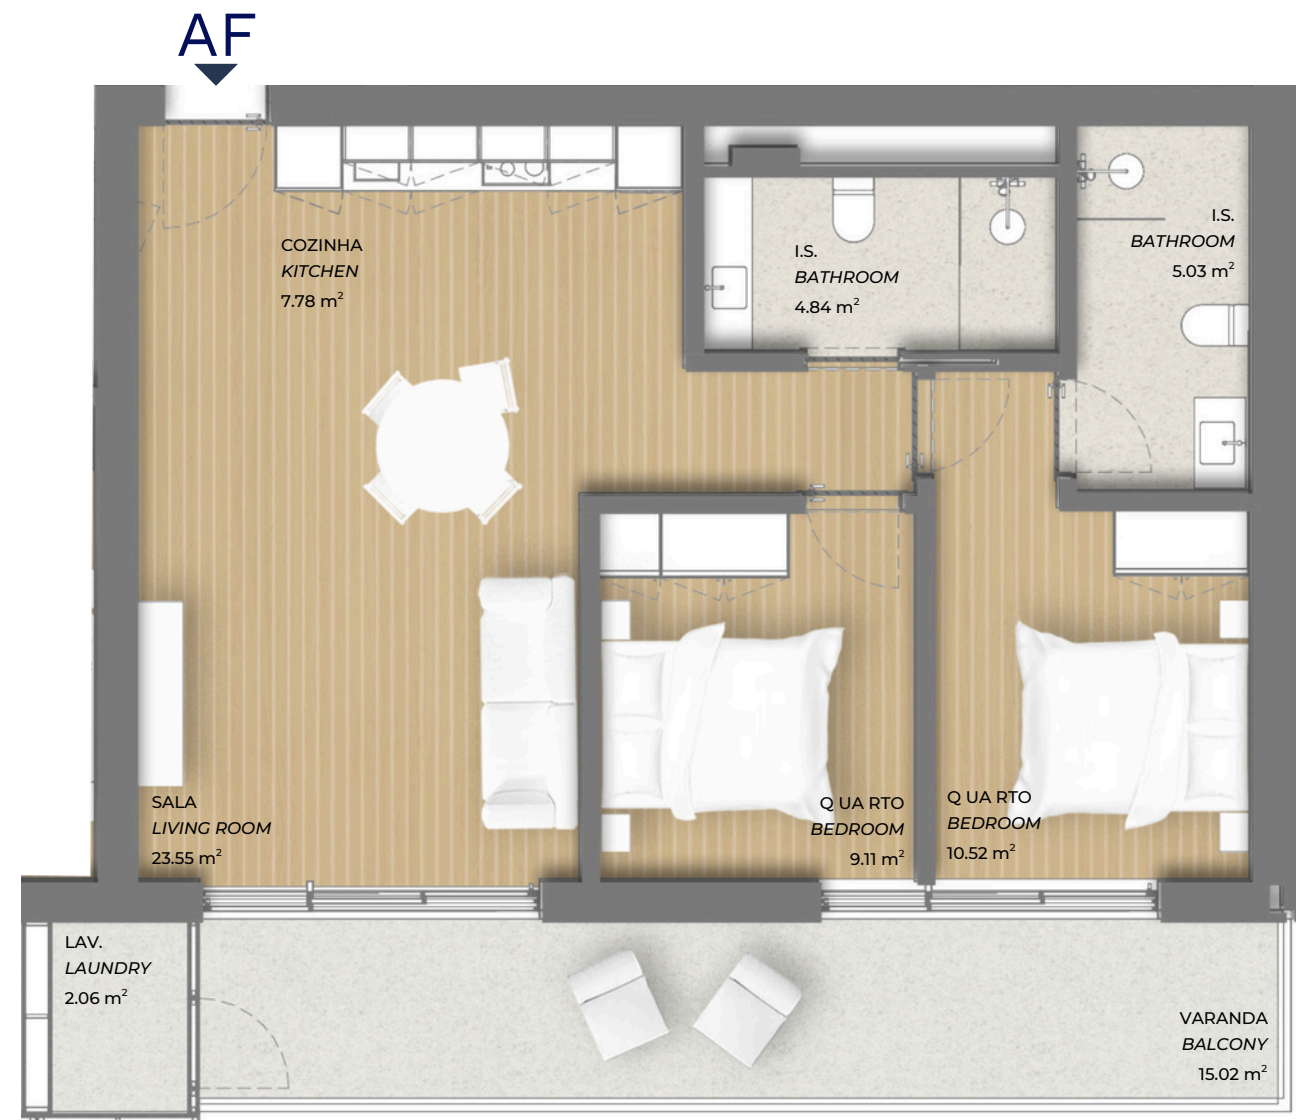 AF
COZINHA
KITCHEN
7.78 m²
I.S.
BATHROOM
4.84 m²
I.S.
BATHROOM
5.03 m²
SALA
LIVING ROOM
23.55 m²
Q UA RTO
BEDROOM
9.11 m²
Q UA RTO
BEDROOM
10.52 m²
LAV.
LAUNDRY
2.06 m²
VARANDA
BALCONY
15.02 m²